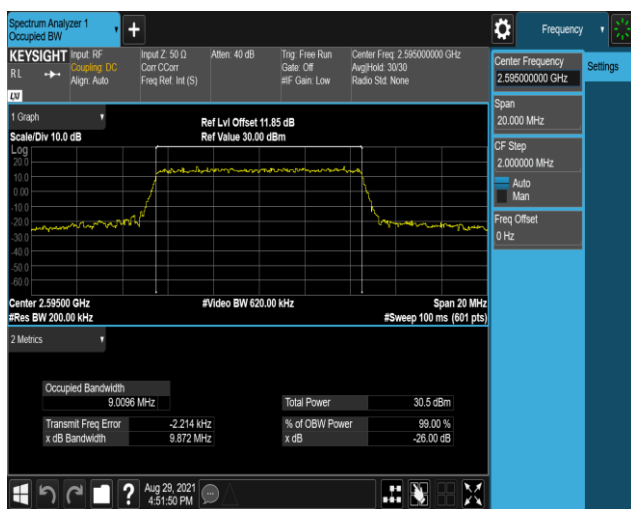 Spectrum Analyzer 1
Occupied BW
+
Frequency
KEYSIGHT Input: RF Input Z: 50 Ω Atten: 40 dB Trig: Free Run Center Freq: 2.595000000 GHz
RL Coupling: DC Corr CCorr Gate: Off Avg|Hold: 30/30
Align: Auto Freq Ref: Int (S) #IF Gain: Low Radio Std: None
LXI
Center Frequency
2.595000000 GHz
Settings
Span
20.000 MHz
CF Step
2.000000 MHz
Auto
Man
Freq Offset
0 Hz
1 Graph
Ref Lvl Offset 11.85 dB
Scale/Div 10.0 dB Ref Value 30.00 dBm
Log
20.0
10.0
0.00
-10.0
-20.0
-30.0
-40.0
-50.0
-60.0
Center 2.59500 GHz #Video BW 620.00 kHz Span 20 MHz
#Res BW 200.00 kHz #Sweep 100 ms (601 pts)
2 Metrics
Occupied Bandwidth
9.0096 MHz Total Power 30.5 dBm
Transmit Freq Error -2.214 kHz % of OBW Power 99.00 %
x dB Bandwidth 9.872 MHz x dB -26.00 dB
? Aug 29, 2021
4:51:50 PM